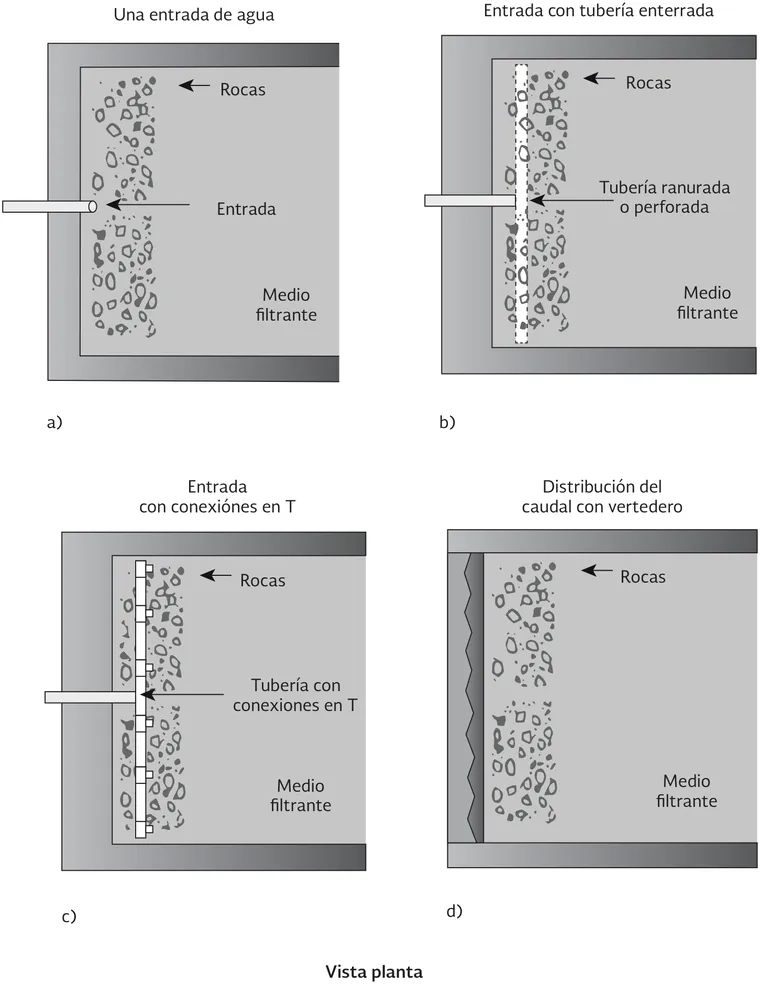 Una entrada de agua
Rocas
Entrada
Medio
filtrante
a)
Entrada con tubería enterrada
Rocas
Tubería ranurada
o perforada
Medio
filtrante
b)
Entrada
con conexiónes en T
Rocas
Tubería con
conexiones en T
Medio
filtrante
c)
Distribución del
caudal con vertedero
Rocas
Medio
filtrante
d)
Vista planta